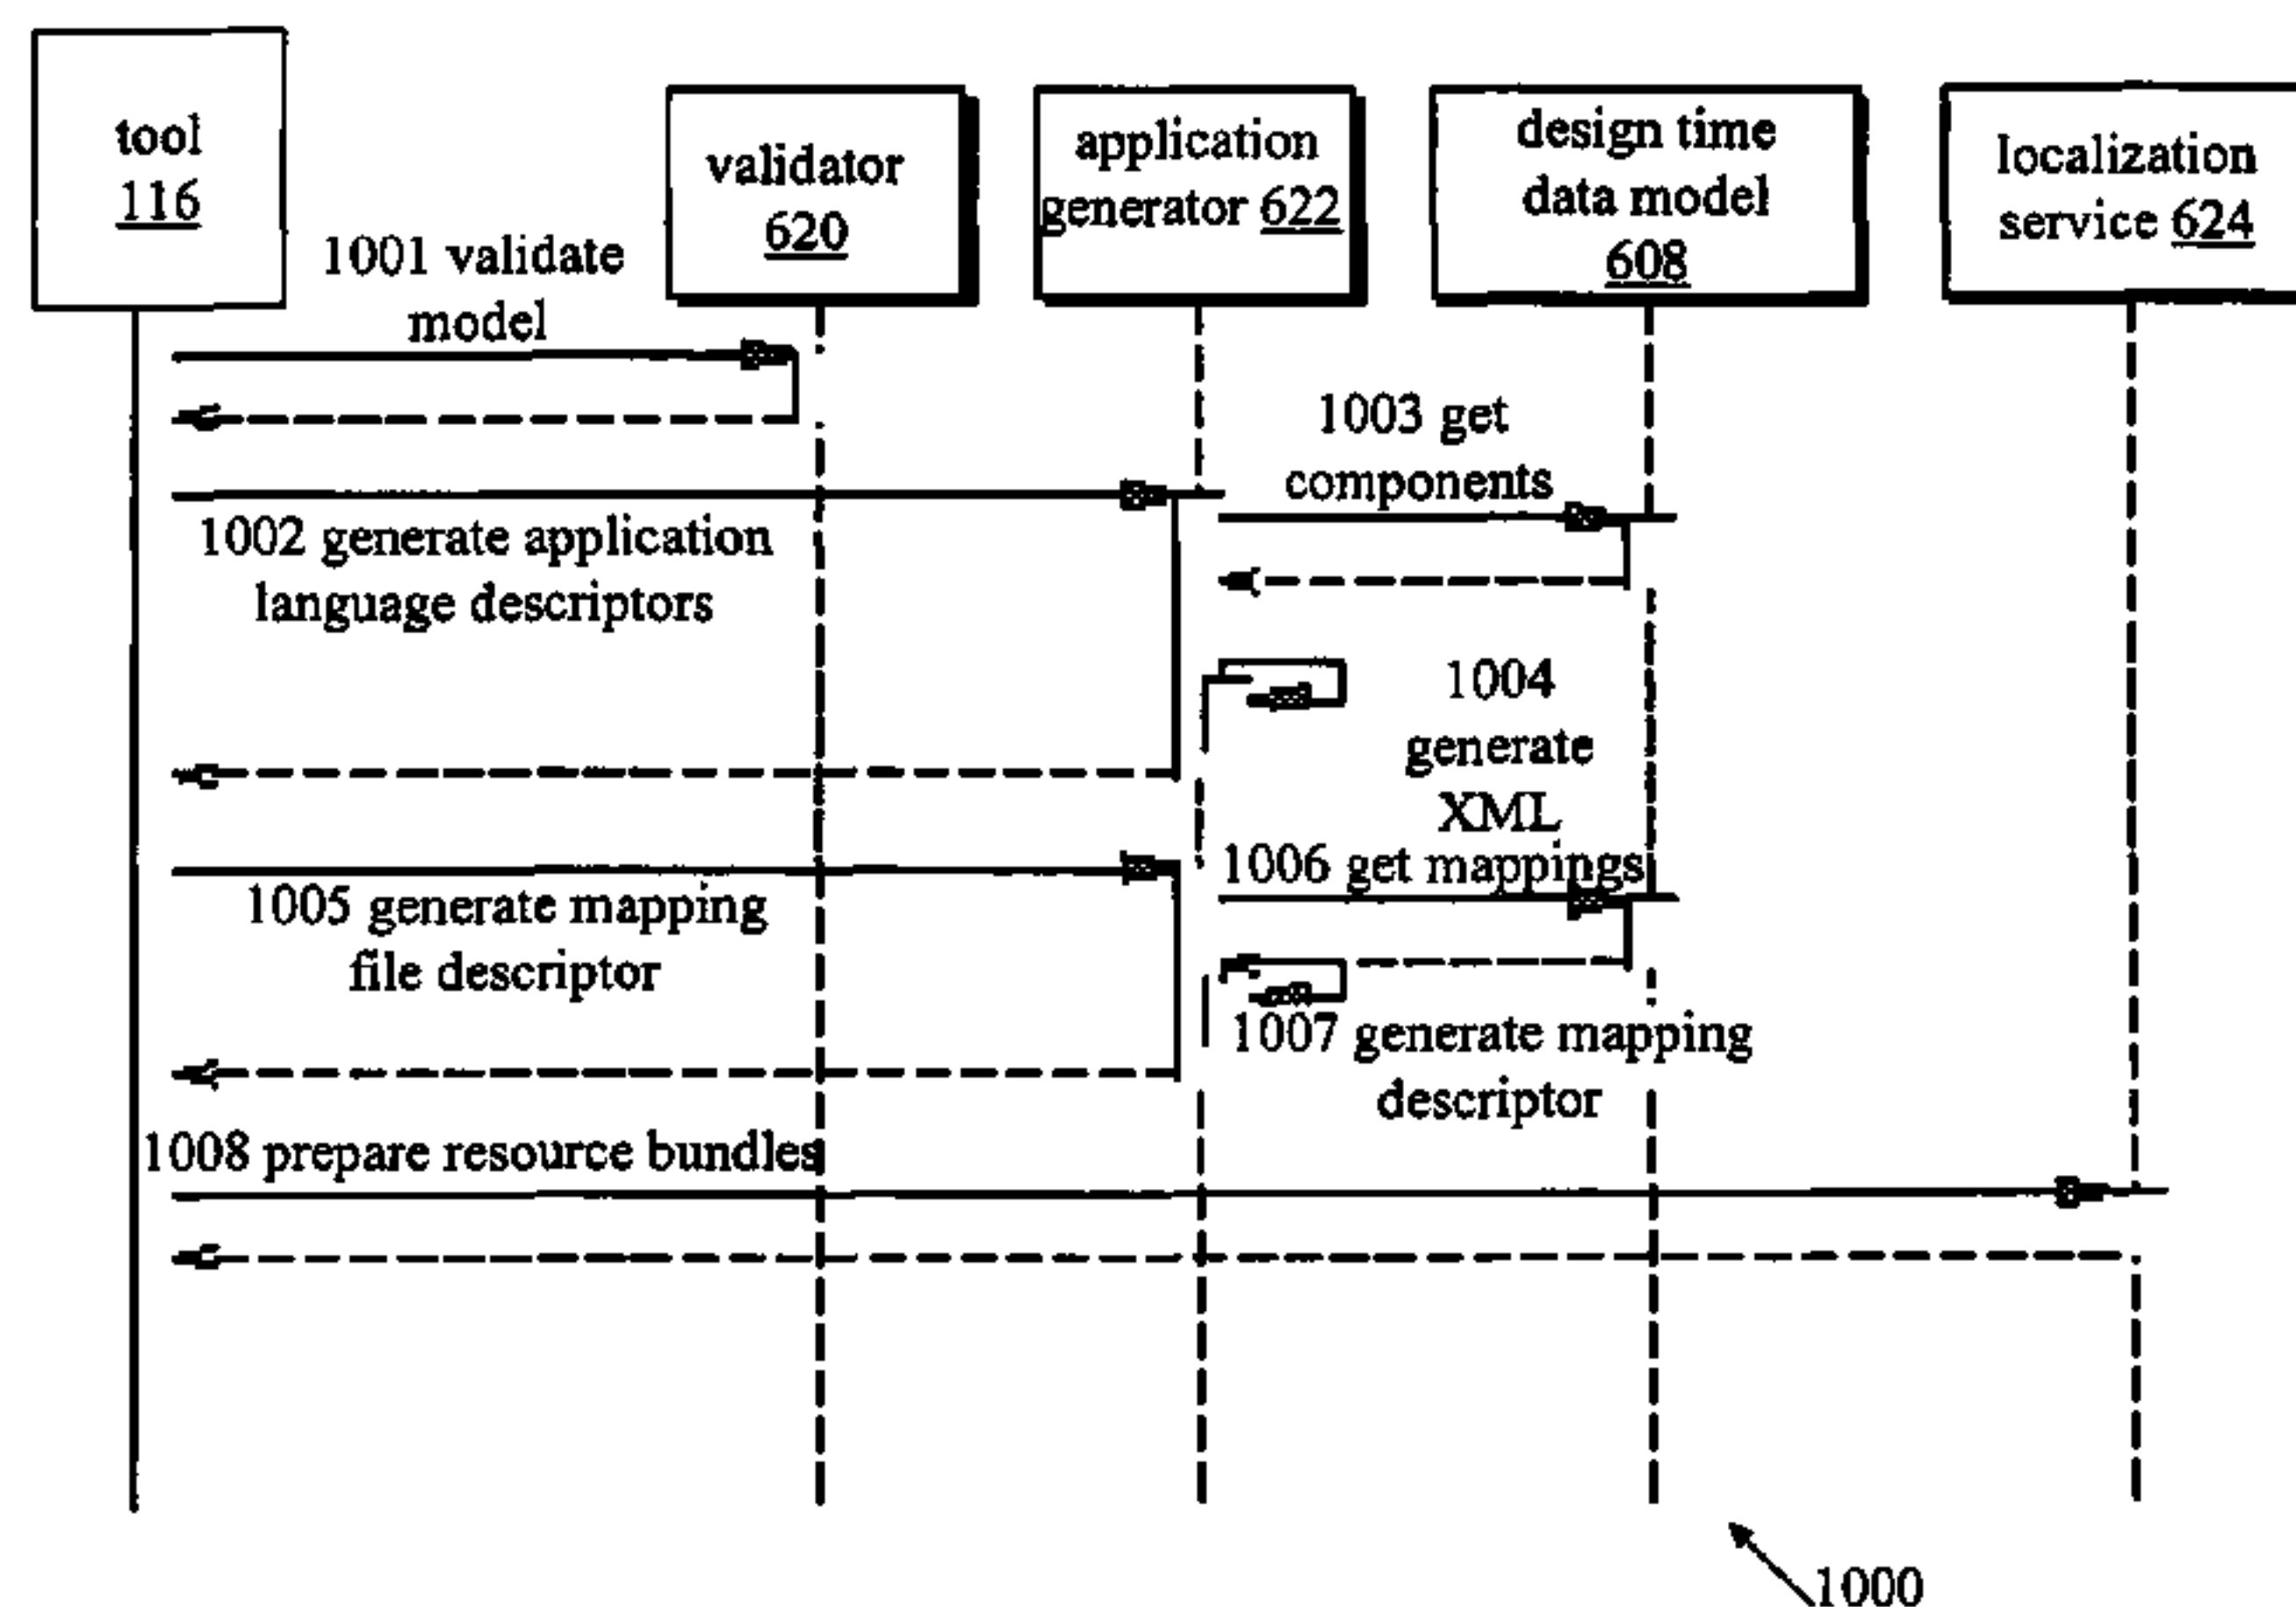 tool
116
validator
620
application
generator 622
design time
data model
608
localization
service 624
1001 validate
model
1003 get
components
1002 generate application
language descriptors
1004
generate
XML
1006 get mappings
1005 generate mapping
file descriptor
1007 generate mapping
descriptor
1008 prepare resource bundles
1000